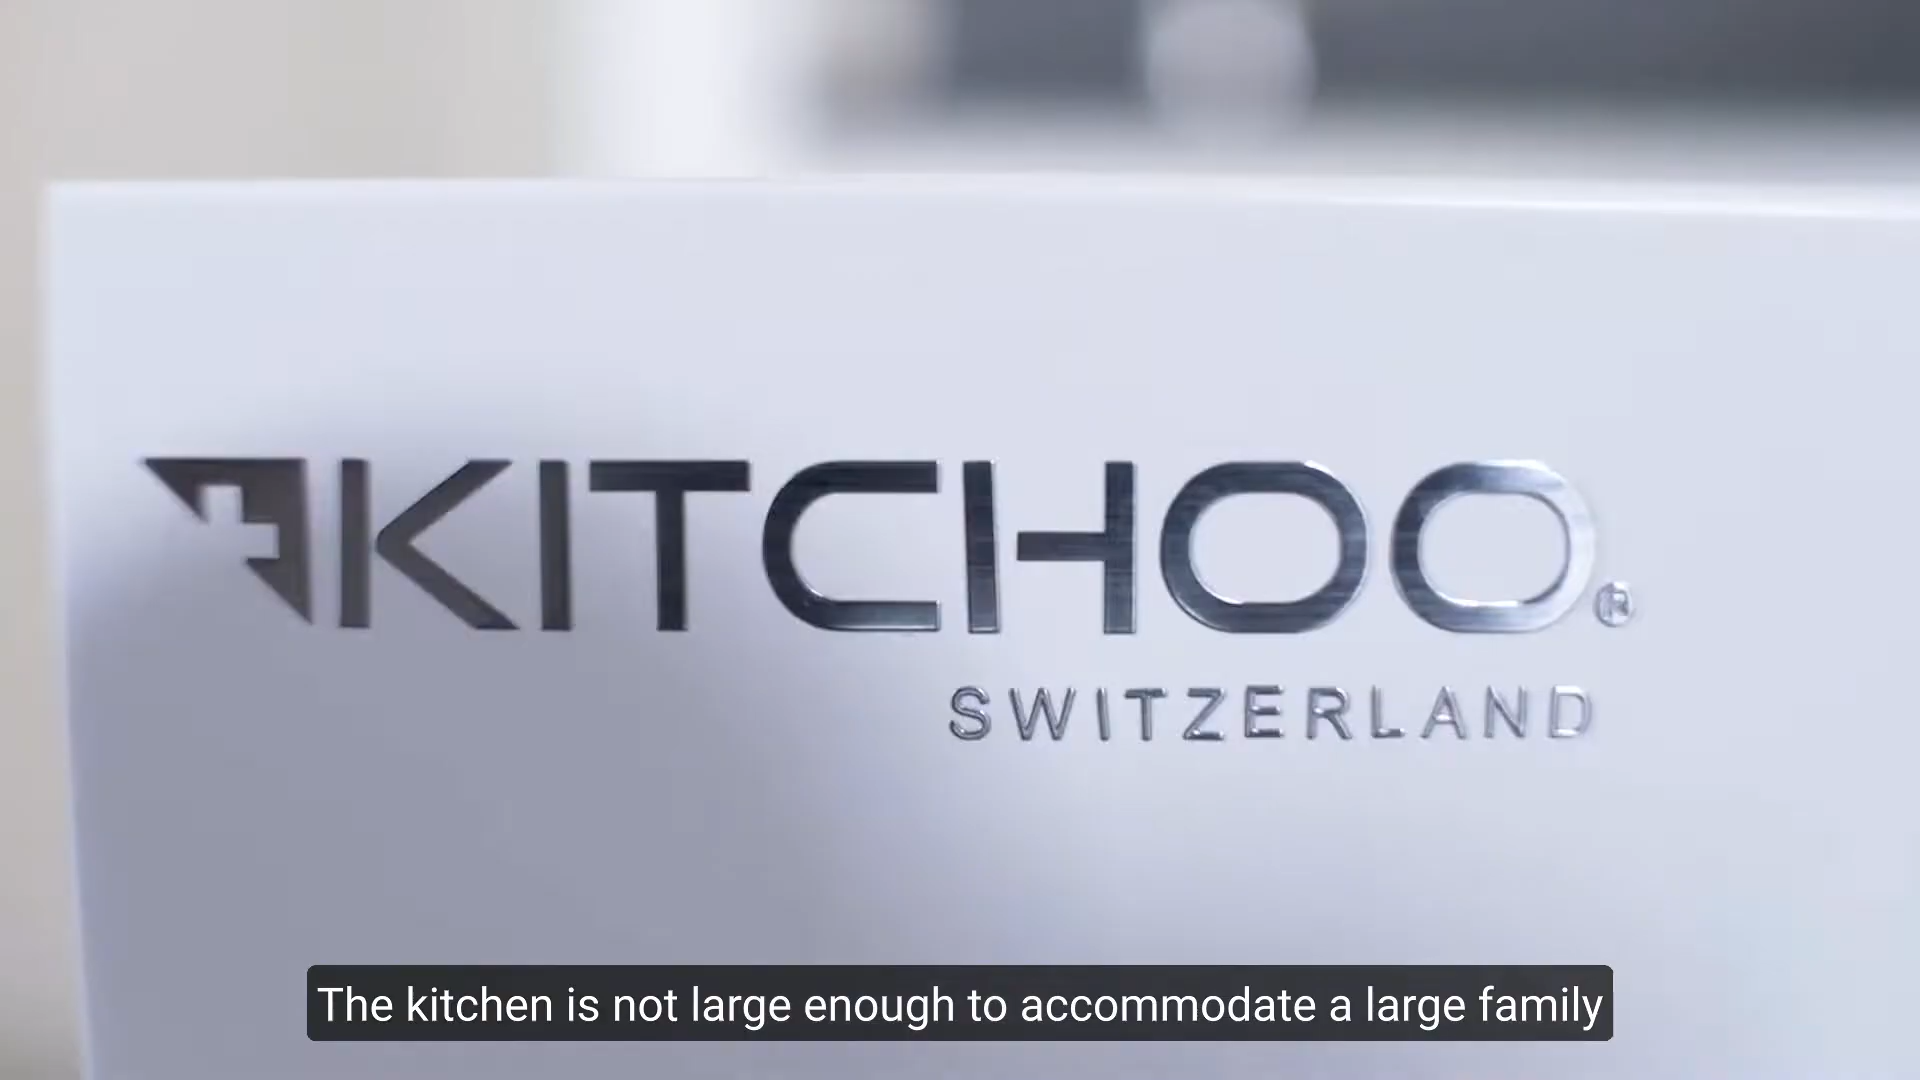 KITCHOO®
SWITZERLAND
The kitchen is not large enough to accommodate a large family